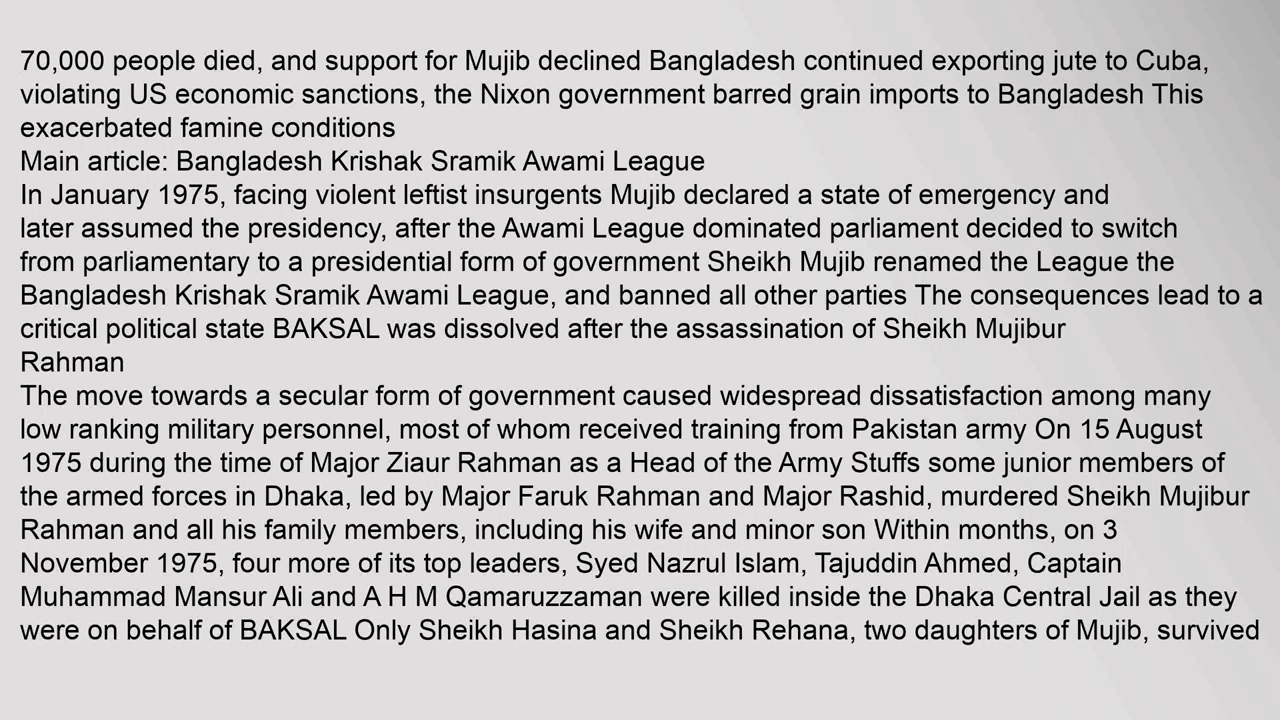 70,000 people died, and support for Mujib declined Bangladesh continued exporting jute to Cuba,
violating US economic sanctions, the Nixon government barred grain imports to Bangladesh This
exacerbated famine conditions
Main article: Bangladesh Krishak Sramik Awami League
In January 1975, facing violent leftist insurgents Mujib declared a state of emergency and
later assumed the presidency, after the Awami League dominated parliament decided to switch
from parliamentary to a presidential form of government Sheikh Mujib renamed the League the
Bangladesh Krishak Sramik Awami League, and banned all other parties The consequences lead to a
critical political state BAKSAL was dissolved after the assassination of Sheikh Mujibur
Rahman
The move towards a secular form of government caused widespread dissatisfaction among many
low ranking military personnel, most of whom received training from Pakistan army On 15 August
1975 during the time of Major Ziaur Rahman as a Head of the Army Stuffs some junior members of
the armed forces in Dhaka, led by Major Faruk Rahman and Major Rashid, murdered Sheikh Mujibur
Rahman and all his family members, including his wife and minor son Within months, on 3
November 1975, four more of its top leaders, Syed Nazrul Islam, Tajuddin Ahmed, Captain
Muhammad Mansur Ali and A H M Qamaruzzaman were killed inside the Dhaka Central Jail as they
were on behalf of BAKSAL Only Sheikh Hasina and Sheikh Rehana, two daughters of Mujib, survived